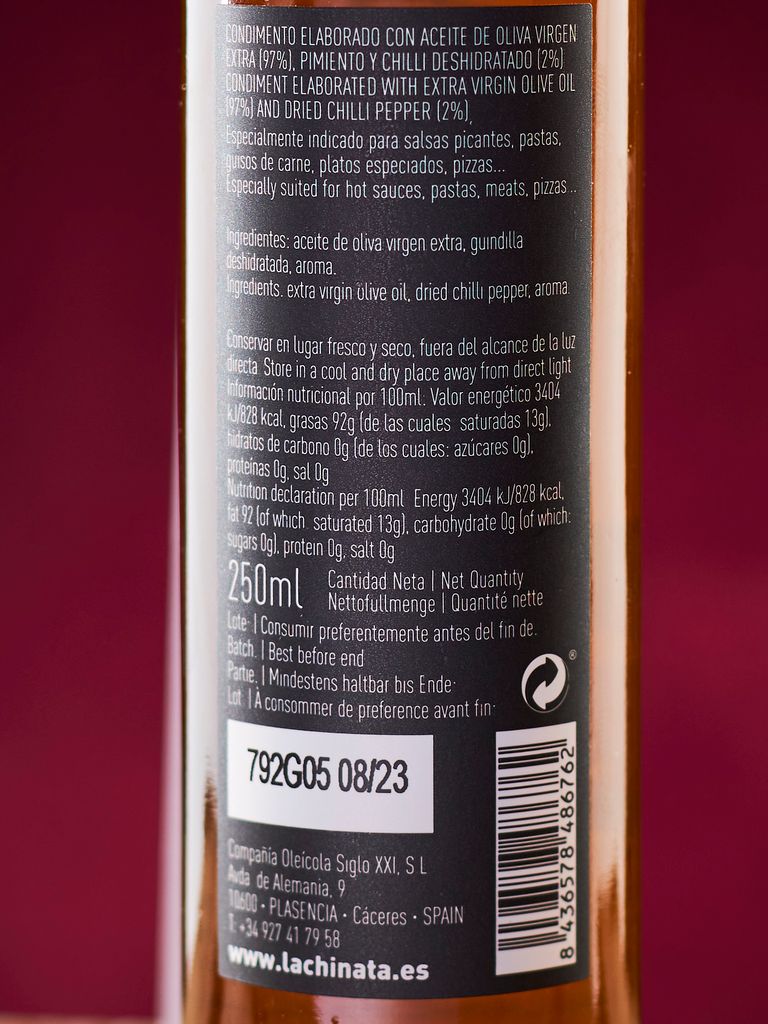 CONDIMENTO ELABORADO CON ACEITE DE OLIVA VIRGEN
EXTRA (97%), PIMIENTO Y CHILLI DESHIDRATADO (2%)
CONDIMENT ELABORATED WITH EXTRA VIRGIN OLIVE OIL
(97%) AND DRIED CHILLI PEPPER (2%),
Especialmente indicado para salsas picantes, pastas,
guisos de carne, platos especiados, pizzas...
Especially suited for hot sauces, pastas, meats, pizzas...
Ingredientes: aceite de oliva virgen extra, guindilla
deshidratada, aroma.
Ingredients. extra virgin olive oil, dried chilli pepper, aroma.
Conservar en lugar fresco y seco, fuera del alcance de la luz
directa. Store in a cool and dry place away from direct light
Información nutricional por 100ml: Valor energético 3404
kJ/828 kcal, grasas 92g (de las cuales saturadas 13g),
hidratos de carbono 0g (de los cuales: azúcares 0g),
proteínas 0g, sal 0g
Nutrition declaration per 100ml Energy 3404 kJ/828 kcal,
fat 92 (of which saturated 13g), carbohydrate 0g (of which:
sugars 0g), protein 0g, salt 0g
250ml Cantidad Neta | Net Quantity
Nettofullmenge | Quantité nette
Lote: | Consumir preferentemente antes del fin de:
Batch. | Best before end
Partie. | Mindestens haltbar bis Ende:
Lot | À consommer de preference avant fin:
®
792G05 08/23
8 436578 486762
Compañía Oleícola Siglo XXI, S L
Avda de Alemania, 9
10600 · PLASENCIA · Cáceres · SPAIN
T: +34 927 41 79 58
www.lachinata.es